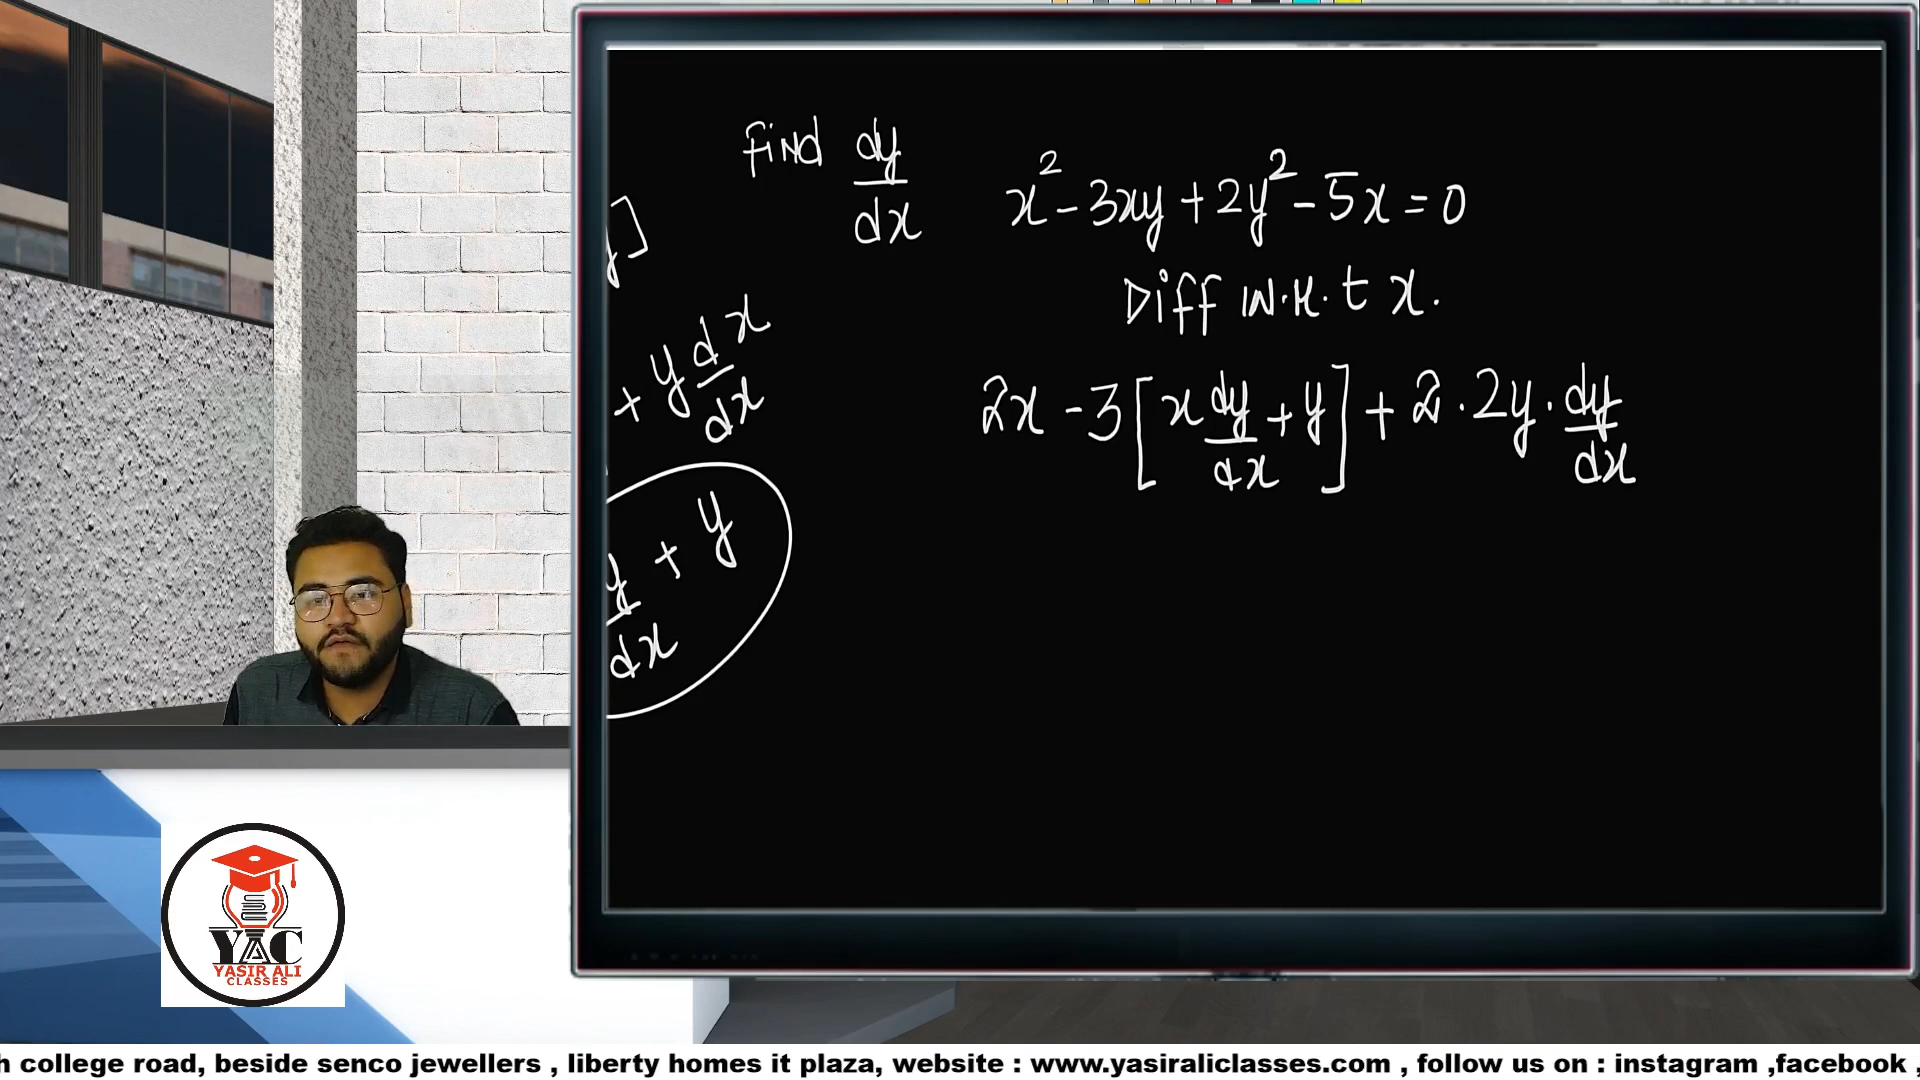 Find dy/dx
x² - 3xy + 2y² - 5x = 0
Diff W.R.t x.
2x - 3[x dy/dx + y] + 2 · 2y · dy/dx
y]
+ y d/dx x
y/dx + y
YAC
YASIR ALI
CLASSES
h college road, beside senco jewellers , liberty homes it plaza, website : www.yasiraliclasses.com , follow us on : instagram ,facebook ,